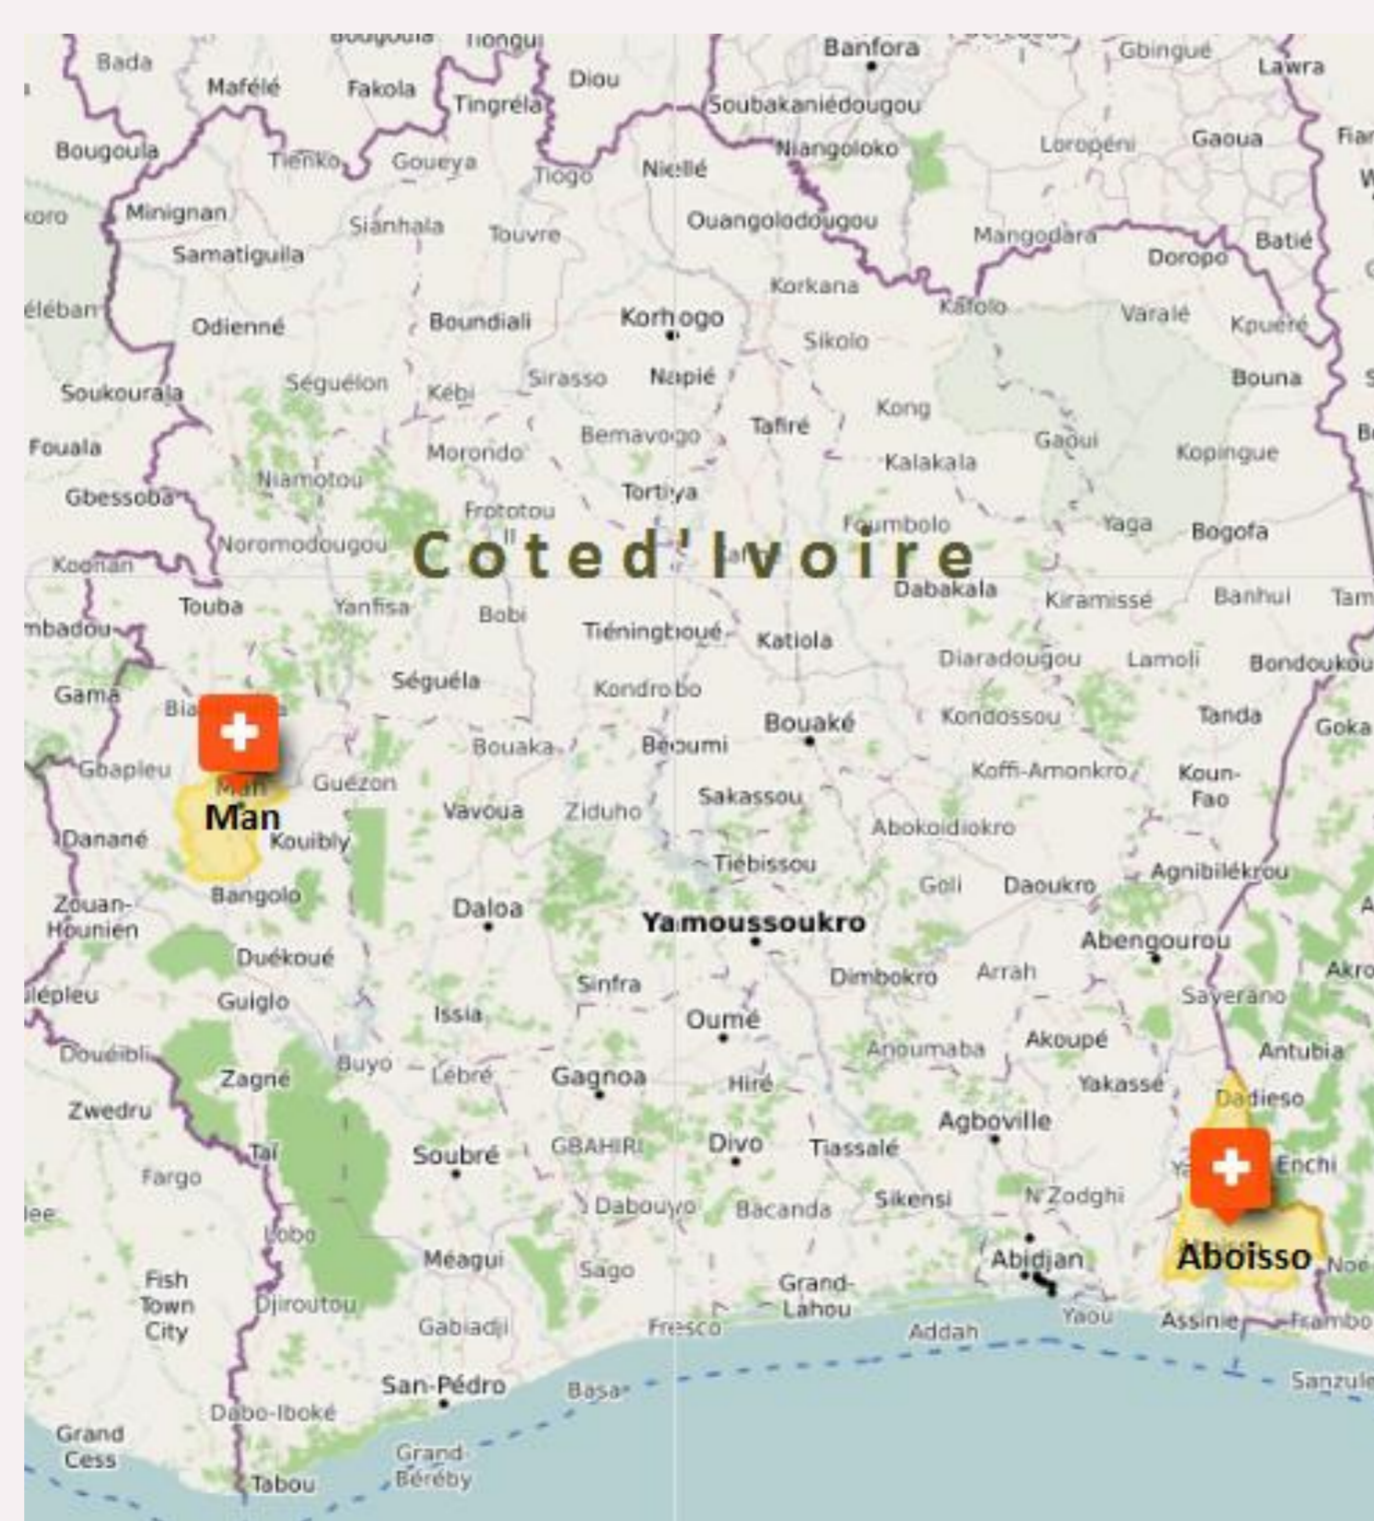 Tiongui
Banfora
Gbingué
Lawra
Bada
Mafélé
Fakola
Tingréla
Diou
Soubakaniédougou
Bougoula
Tienko
Goueya
Tiogo
Niellé
Niangoloko
Loropéni
Gaoua
Minignan
Samatiguila
Sianhala
Touvre
Ouangolodougou
Mangodara
Doropo
Batié
Odienné
Boundiali
Korhogo
Korkana
Kafolo
Varalé
Kpuéré
Sikolo
Soukourala
Séguélon
Kébi
Sirasso
Napié
Kong
Bouna
Fouala
Morondo
Bemavogo
Tafiré
Kalakala
Gaoui
Kopingue
Gbessoba
Niamotou
Frototou
II
Tortiya
Foumbolo
Yaga
Bogofa
Noromodougou
Coted'Ivoire
Koonan
Dabakala
Touba
Yanfisa
Bobi
Tiéningboué
Katiola
Kiramissé
Banhui
Séguéla
Kondrobo
Diaradougou
Lamoli
Gama
Bouaka
Béoumi
Bouaké
Kondossou
Tanda
Goka
Gbapleu
Guézon
Koffi-Amonkro
Koun-
Fao
Man
Man
Danané
Kouibly
Vavoua
Ziduho
Sakassou
Abokoidiokro
Bangolo
Tiébissou
Goli
Daoukro
Agnibilékrou
Zouan-
Hounien
Daloa
Yamoussoukro
Abengourou
Duékoué
Guiglo
Sinfra
Dimbokro
Arrah
Sayerano
Issia
Oumé
Akoupé
Antubia
Douéibli
Zagné
Buyo
Lébré
Gagnoa
Hiré
Anoumaba
Yakassé
Dadieso
Zwedru
Taï
Fargo
Soubré
GBAHIRI
Divo
Tiassalé
Agboville
Enchi
Lobo
Dabouyo
Bacanda
Sikensi
N'Zodghi
Fish
Town
City
Djiroutou
Méagui
Sago
Grand-
Lahou
Abidjan
Aboisso
Gabiadji
Fresco
Addah
Yaou
Assinie
San-Pédro
Basa
Dabo-Iboké
Grand
Cess
Tabou
Grand-
Béréby